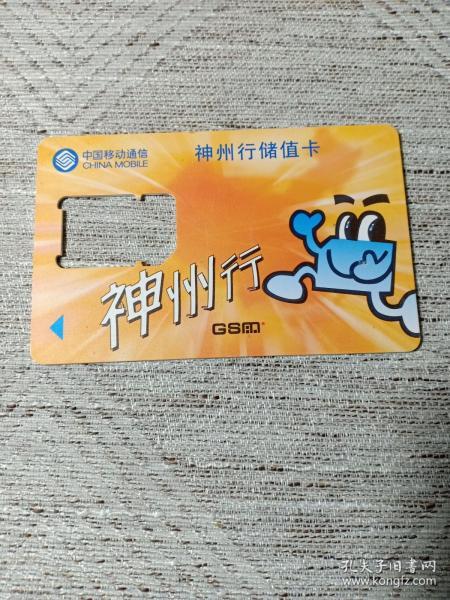 中国移动通信
CHINA MOBILE
神州行储值卡
神州行
GSM
孔夫子旧书网
www.kongfz.com